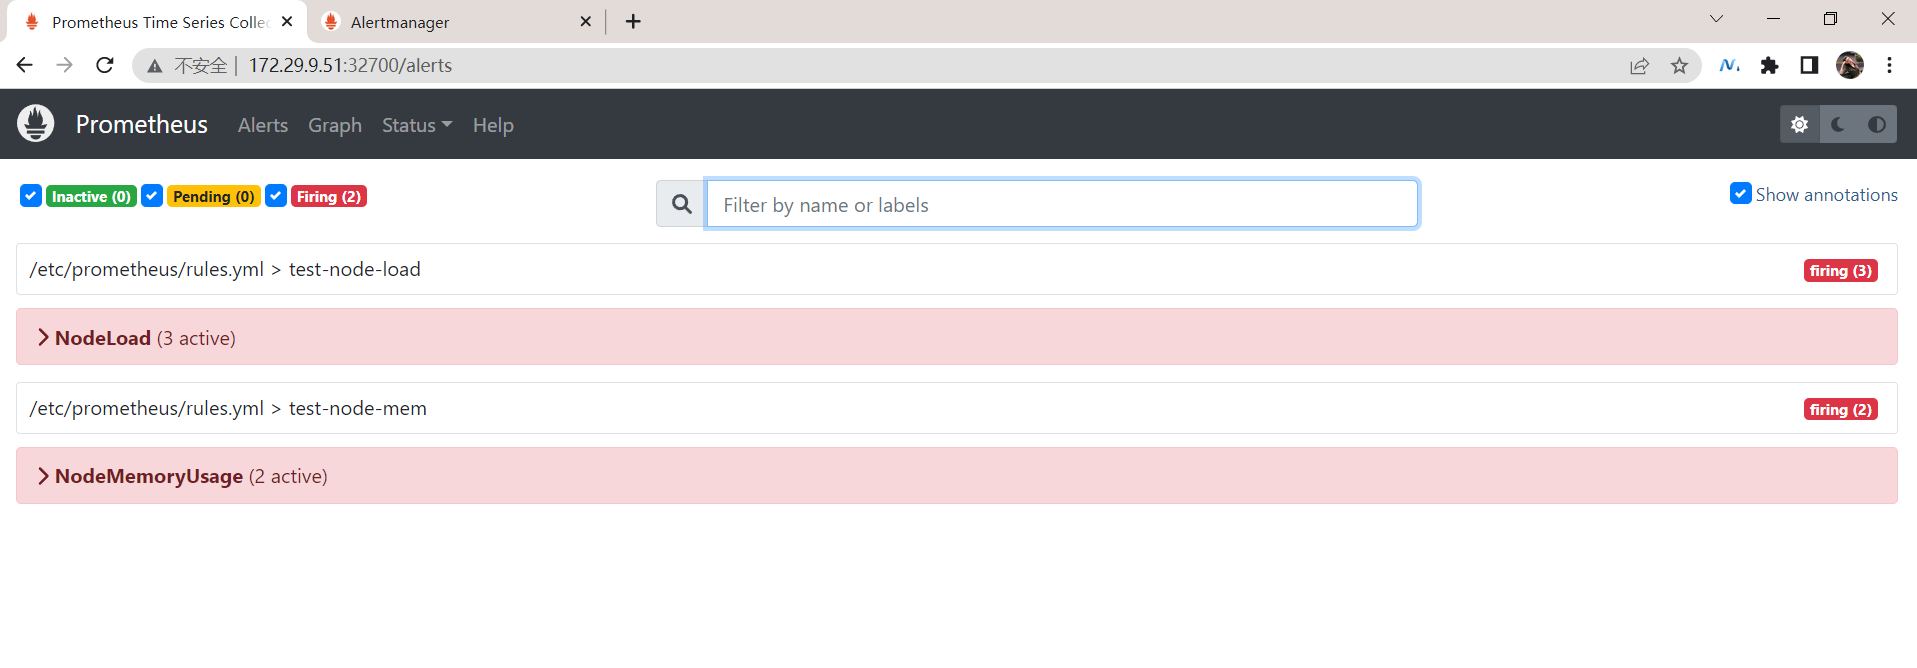 Prometheus Time Series Collec
Alertmanager
不安全 | 172.29.9.51:32700/alerts
Prometheus Alerts Graph Status Help
Inactive (0) Pending (0) Firing (2)
Filter by name or labels
Show annotations
/etc/prometheus/rules.yml > test-node-load firing (3)
NodeLoad (3 active)
/etc/prometheus/rules.yml > test-node-mem firing (2)
NodeMemoryUsage (2 active)